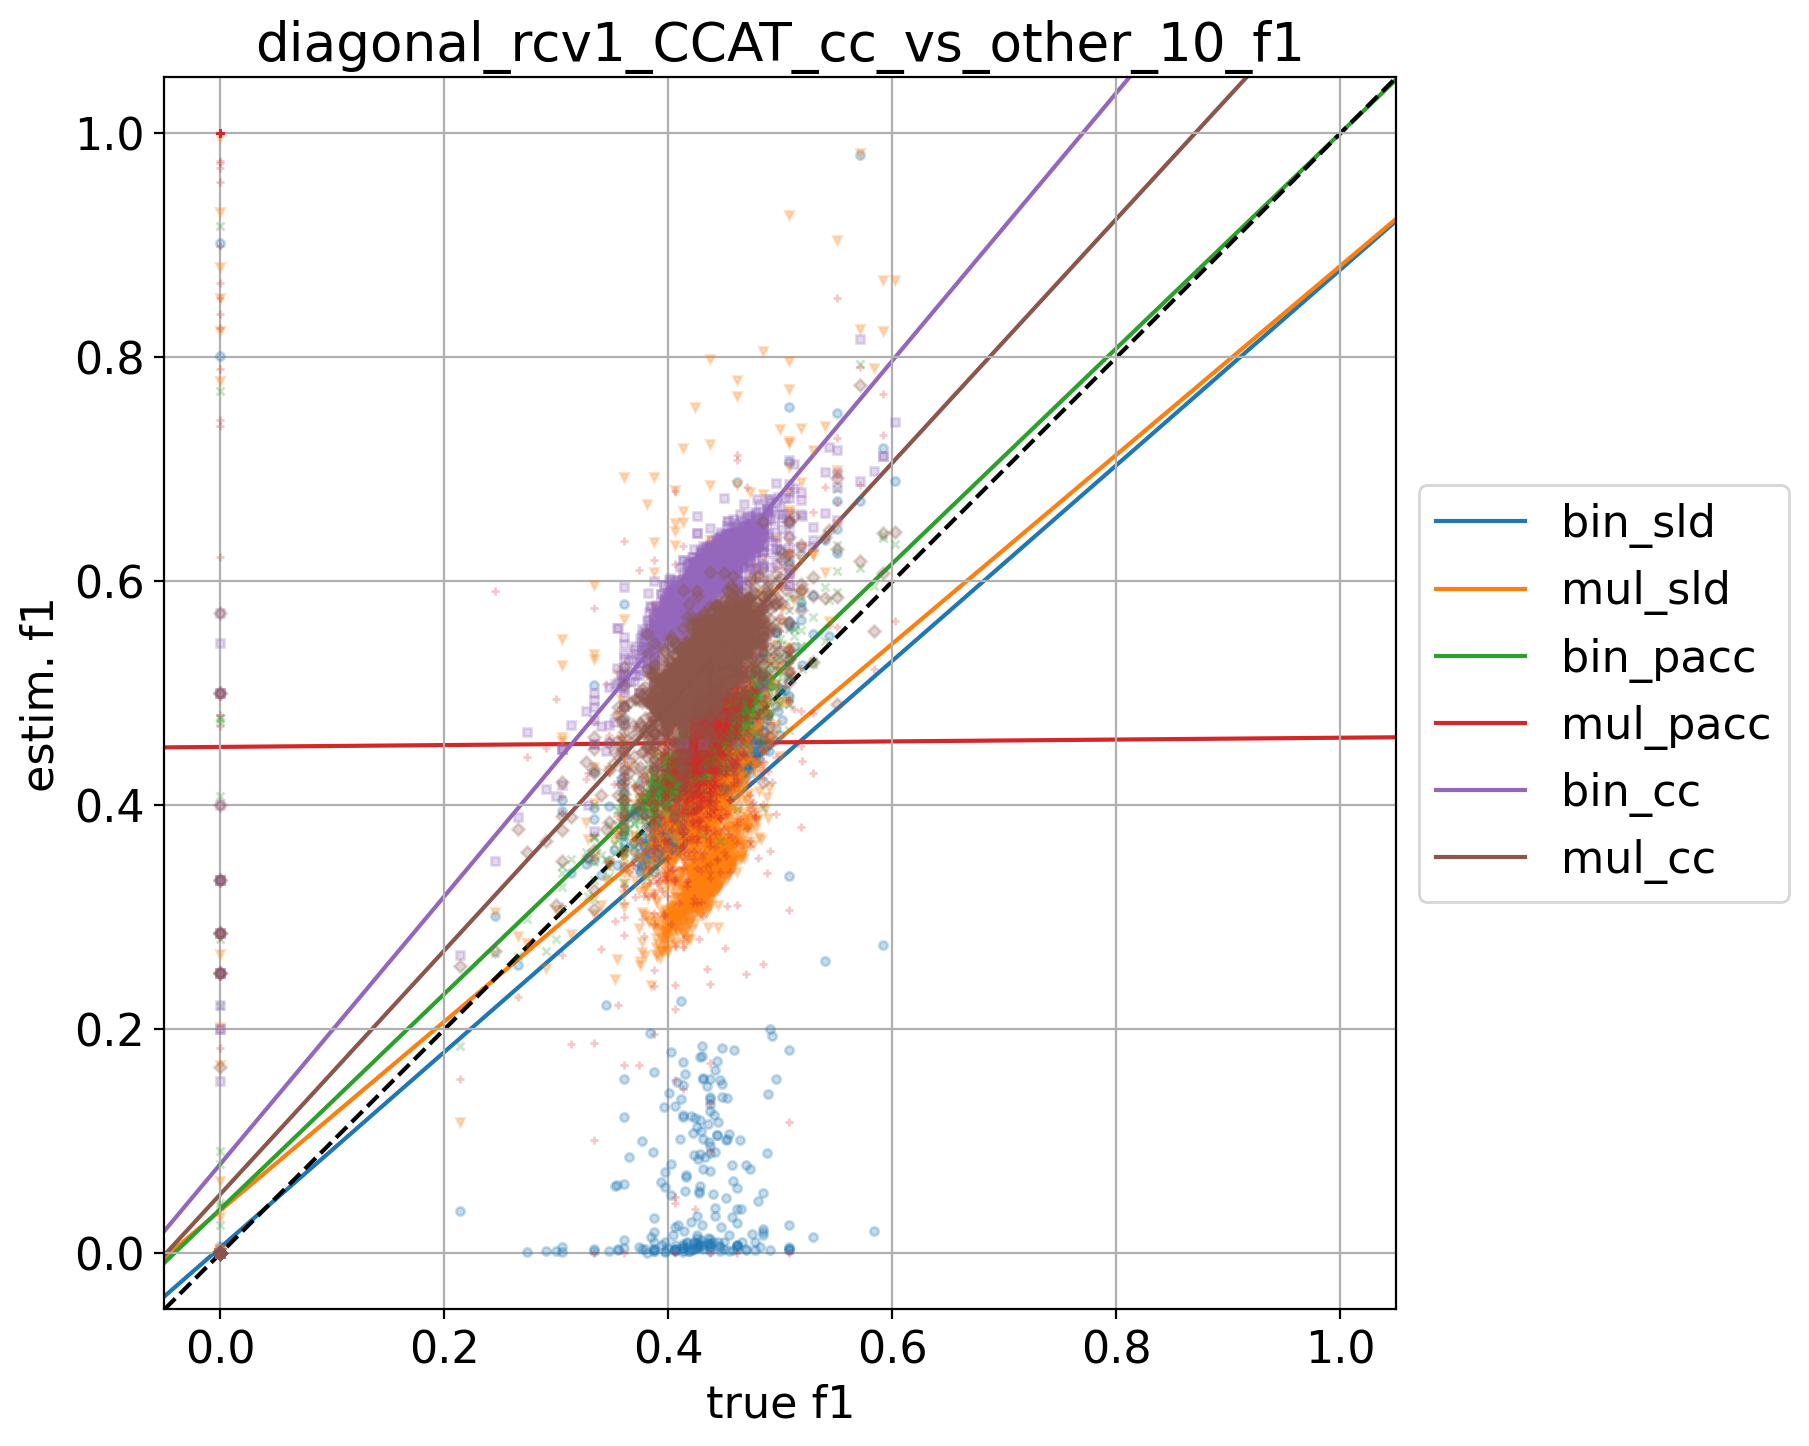 diagonal_rcv1_CCAT_cc_vs_other_10_f1
1.0
0.8
0.6
0.4
0.2
0.0
estim. f1
0.0 0.2 0.4 0.6 0.8 1.0
true f1
bin_sld
mul_sld
bin_pacc
mul_pacc
bin_cc
mul_cc